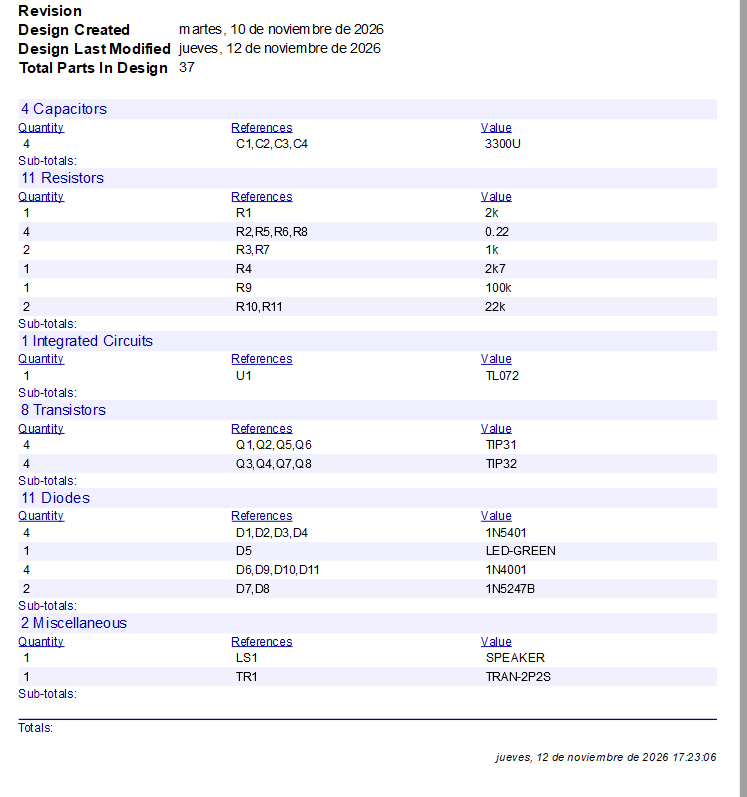 Revision
Design Created martes, 10 de noviembre de 2026
Design Last Modified jueves, 12 de noviembre de 2026
Total Parts In Design 37
4 Capacitors
Quantity References Value
4 C1,C2,C3,C4 3300U
Sub-totals:
11 Resistors
Quantity References Value
1 R1 2k
4 R2,R5,R6,R8 0.22
2 R3,R7 1k
1 R4 2k7
1 R9 100k
2 R10,R11 22k
Sub-totals:
1 Integrated Circuits
Quantity References Value
1 U1 TL072
Sub-totals:
8 Transistors
Quantity References Value
4 Q1,Q2,Q5,Q6 TIP31
4 Q3,Q4,Q7,Q8 TIP32
Sub-totals:
11 Diodes
Quantity References Value
4 D1,D2,D3,D4 1N5401
1 D5 LED-GREEN
4 D6,D9,D10,D11 1N4001
2 D7,D8 1N5247B
Sub-totals:
2 Miscellaneous
Quantity References Value
1 LS1 SPEAKER
1 TR1 TRAN-2P2S
Sub-totals:
Totals:
jueves, 12 de noviembre de 2026 17:23:06